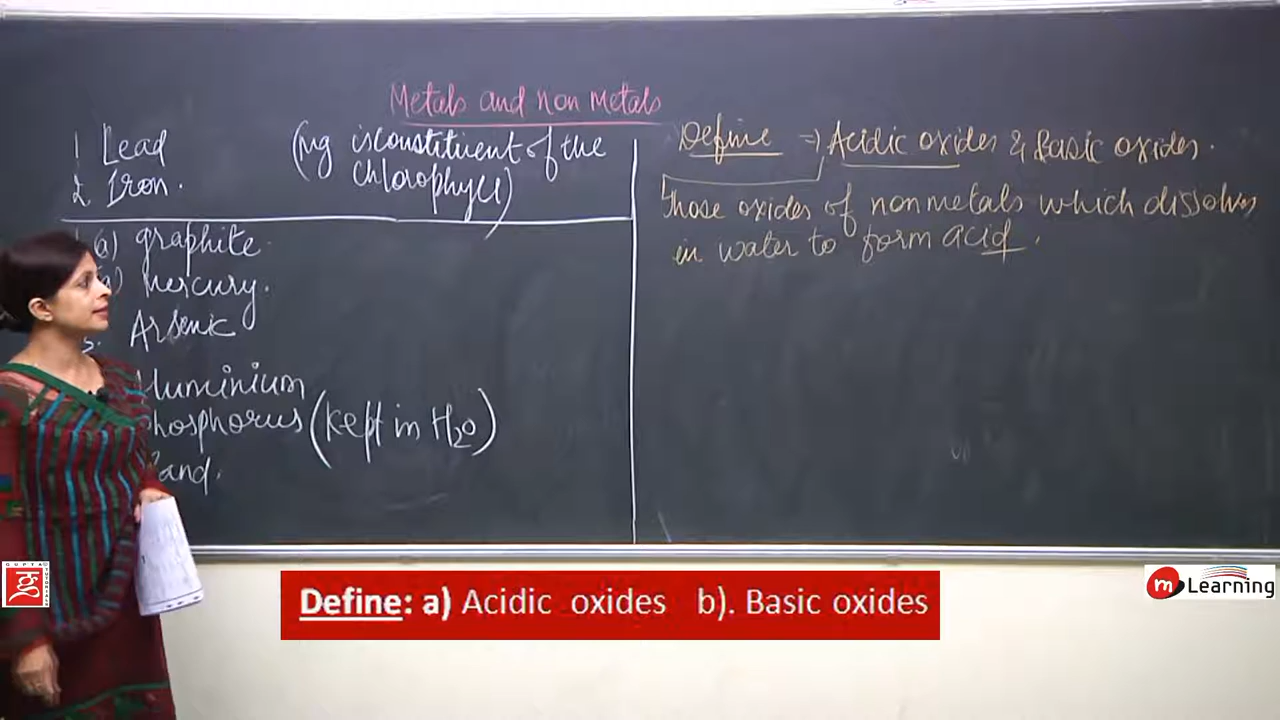 Metals and non Metals
1 Lead
2 Iron.
(Mg is constituent of the
chlorophyll)
a) graphite.
Mercury.
Arsenic
luminium
hosphorus (kept in H₂O)
and.
Define ⇒ Acidic oxides & Basic oxides.
Those oxides of nonmetals which dissolves
in water to form acid.
GUPTA TUTORIALS
Define: a) Acidic oxides b). Basic oxides
m Learning